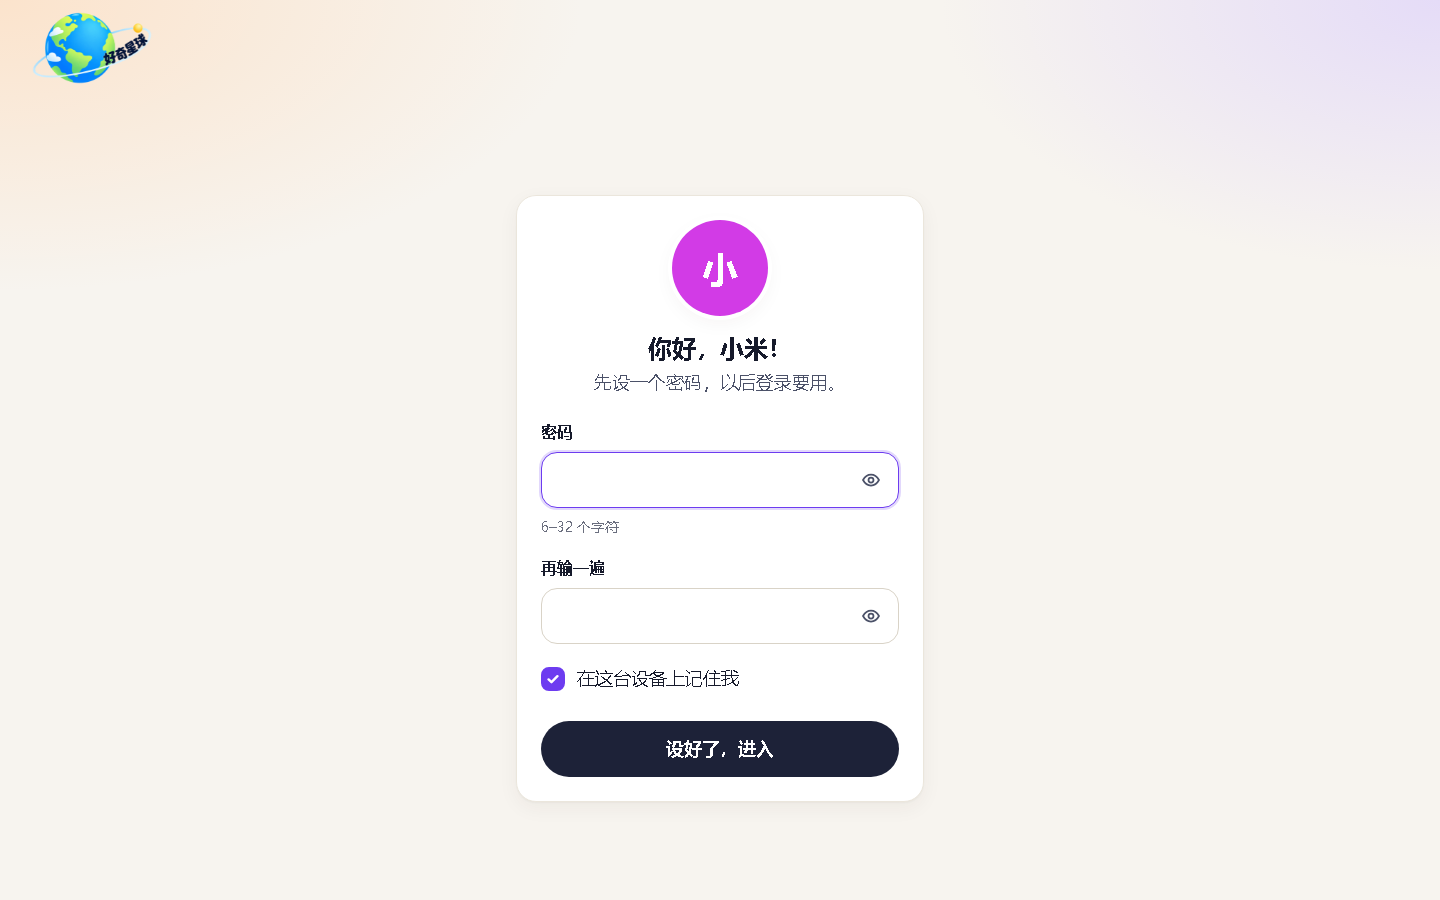 好奇星球
小
你好，小米！
先设一个密码，以后登录要用。
密码
6–32 个字符
再输一遍
在这台设备上记住我
设好了，进入